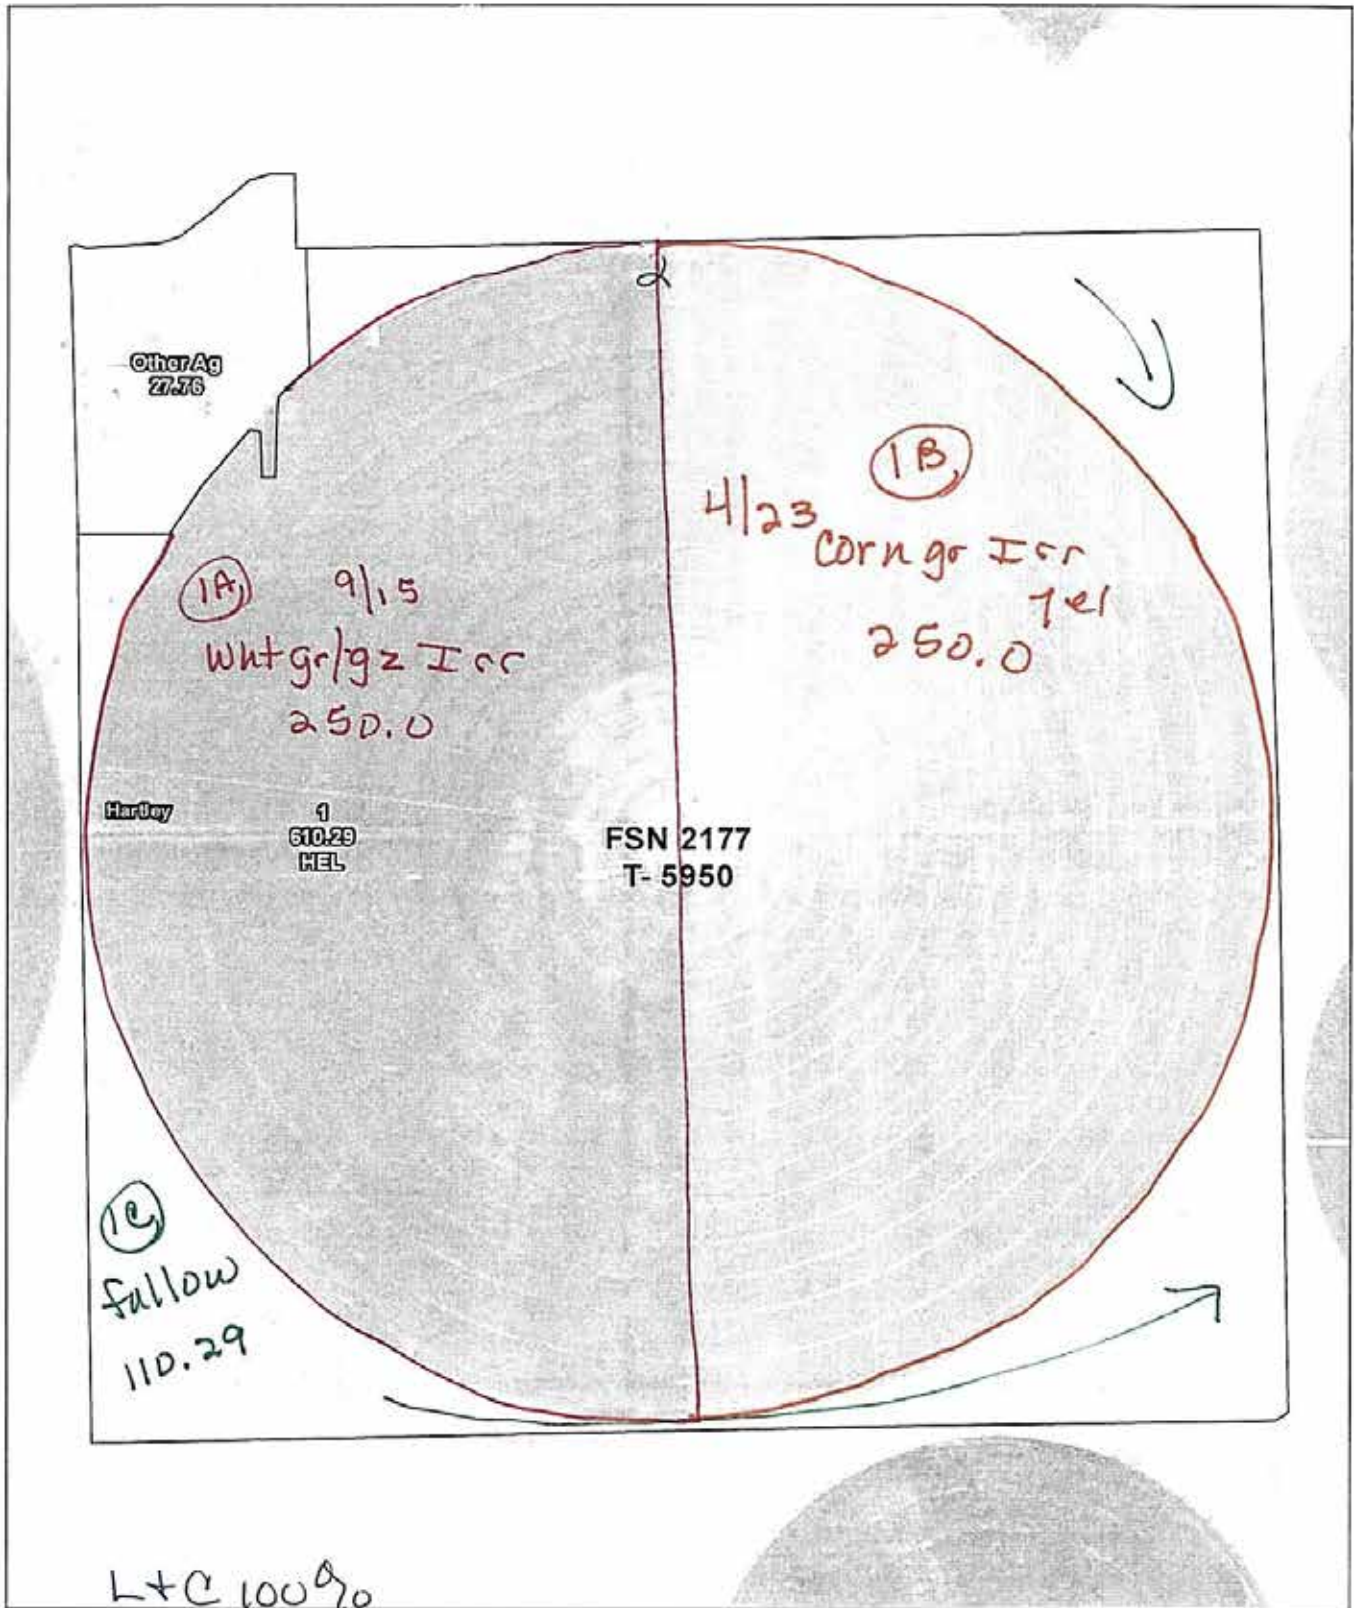 Other Ag
27.76
2
1B
4/23
Corn gr Irr
yel
250.0
1A
9/15
Wht gr/gz Irr
250.0
Hartley
1
610.29
HEL
FSN 2177
T- 5950
1C
fallow
110.29
L+C 100%